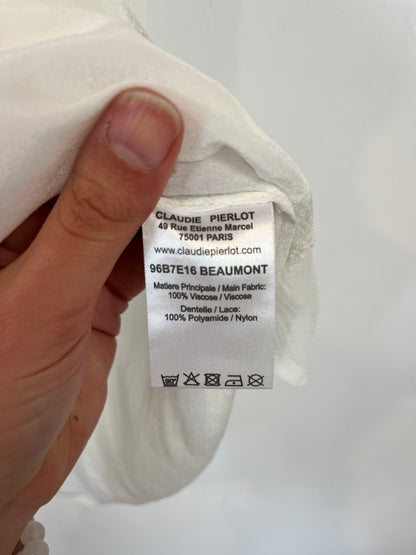 CLAUDIE PIERLOT
49 Rue Etienne Marcel
75001 PARIS
www.claudiepierlot.com
96B7E16 BEAUMONT
Matiere Principale / Main Fabric:
100% Viscose / Viscose
Dentelle / Lace:
100% Polyamide / Nylon